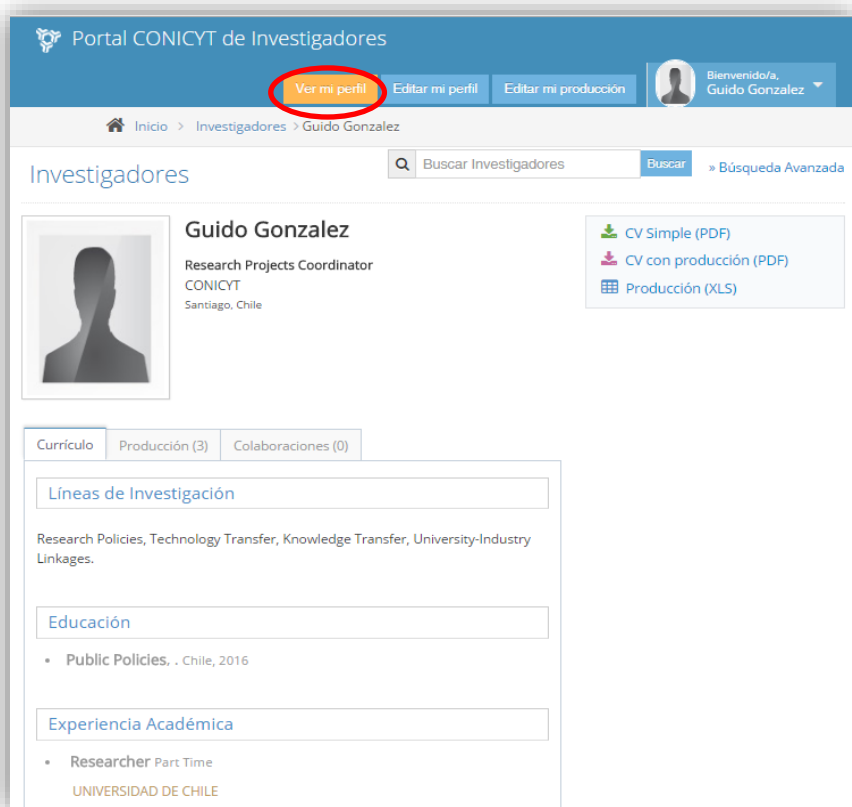 Portal CONICYT de Investigadores
Ver mi perfil
Editar mi perfil
Editar mi producción
Bienvenido/a,
Guido Gonzalez
Inicio > Investigadores > Guido Gonzalez
Investigadores
Buscar Investigadores
Buscar
» Búsqueda Avanzada
Guido Gonzalez
Research Projects Coordinator
CONICYT
Santiago, Chile
CV Simple (PDF)
CV con producción (PDF)
Producción (XLS)
Currículo
Producción (3)
Colaboraciones (0)
Líneas de Investigación
Research Policies, Technology Transfer, Knowledge Transfer, University-Industry
Linkages.
Educación
• Public Policies, . Chile, 2016
Experiencia Académica
• Researcher Part Time
UNIVERSIDAD DE CHILE